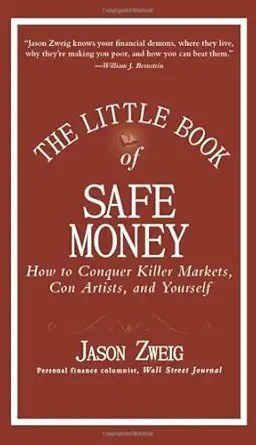 "Jason Zweig knows your financial demons, where they live,
why they're making you poor, and how you can beat them."
—William J. Bernstein
THE LITTLE BOOK
of
SAFE
MONEY
How to Conquer Killer Markets,
Con Artists, and Yourself
JASON ZWEIG
Personal finance columnist, Wall Street Journal